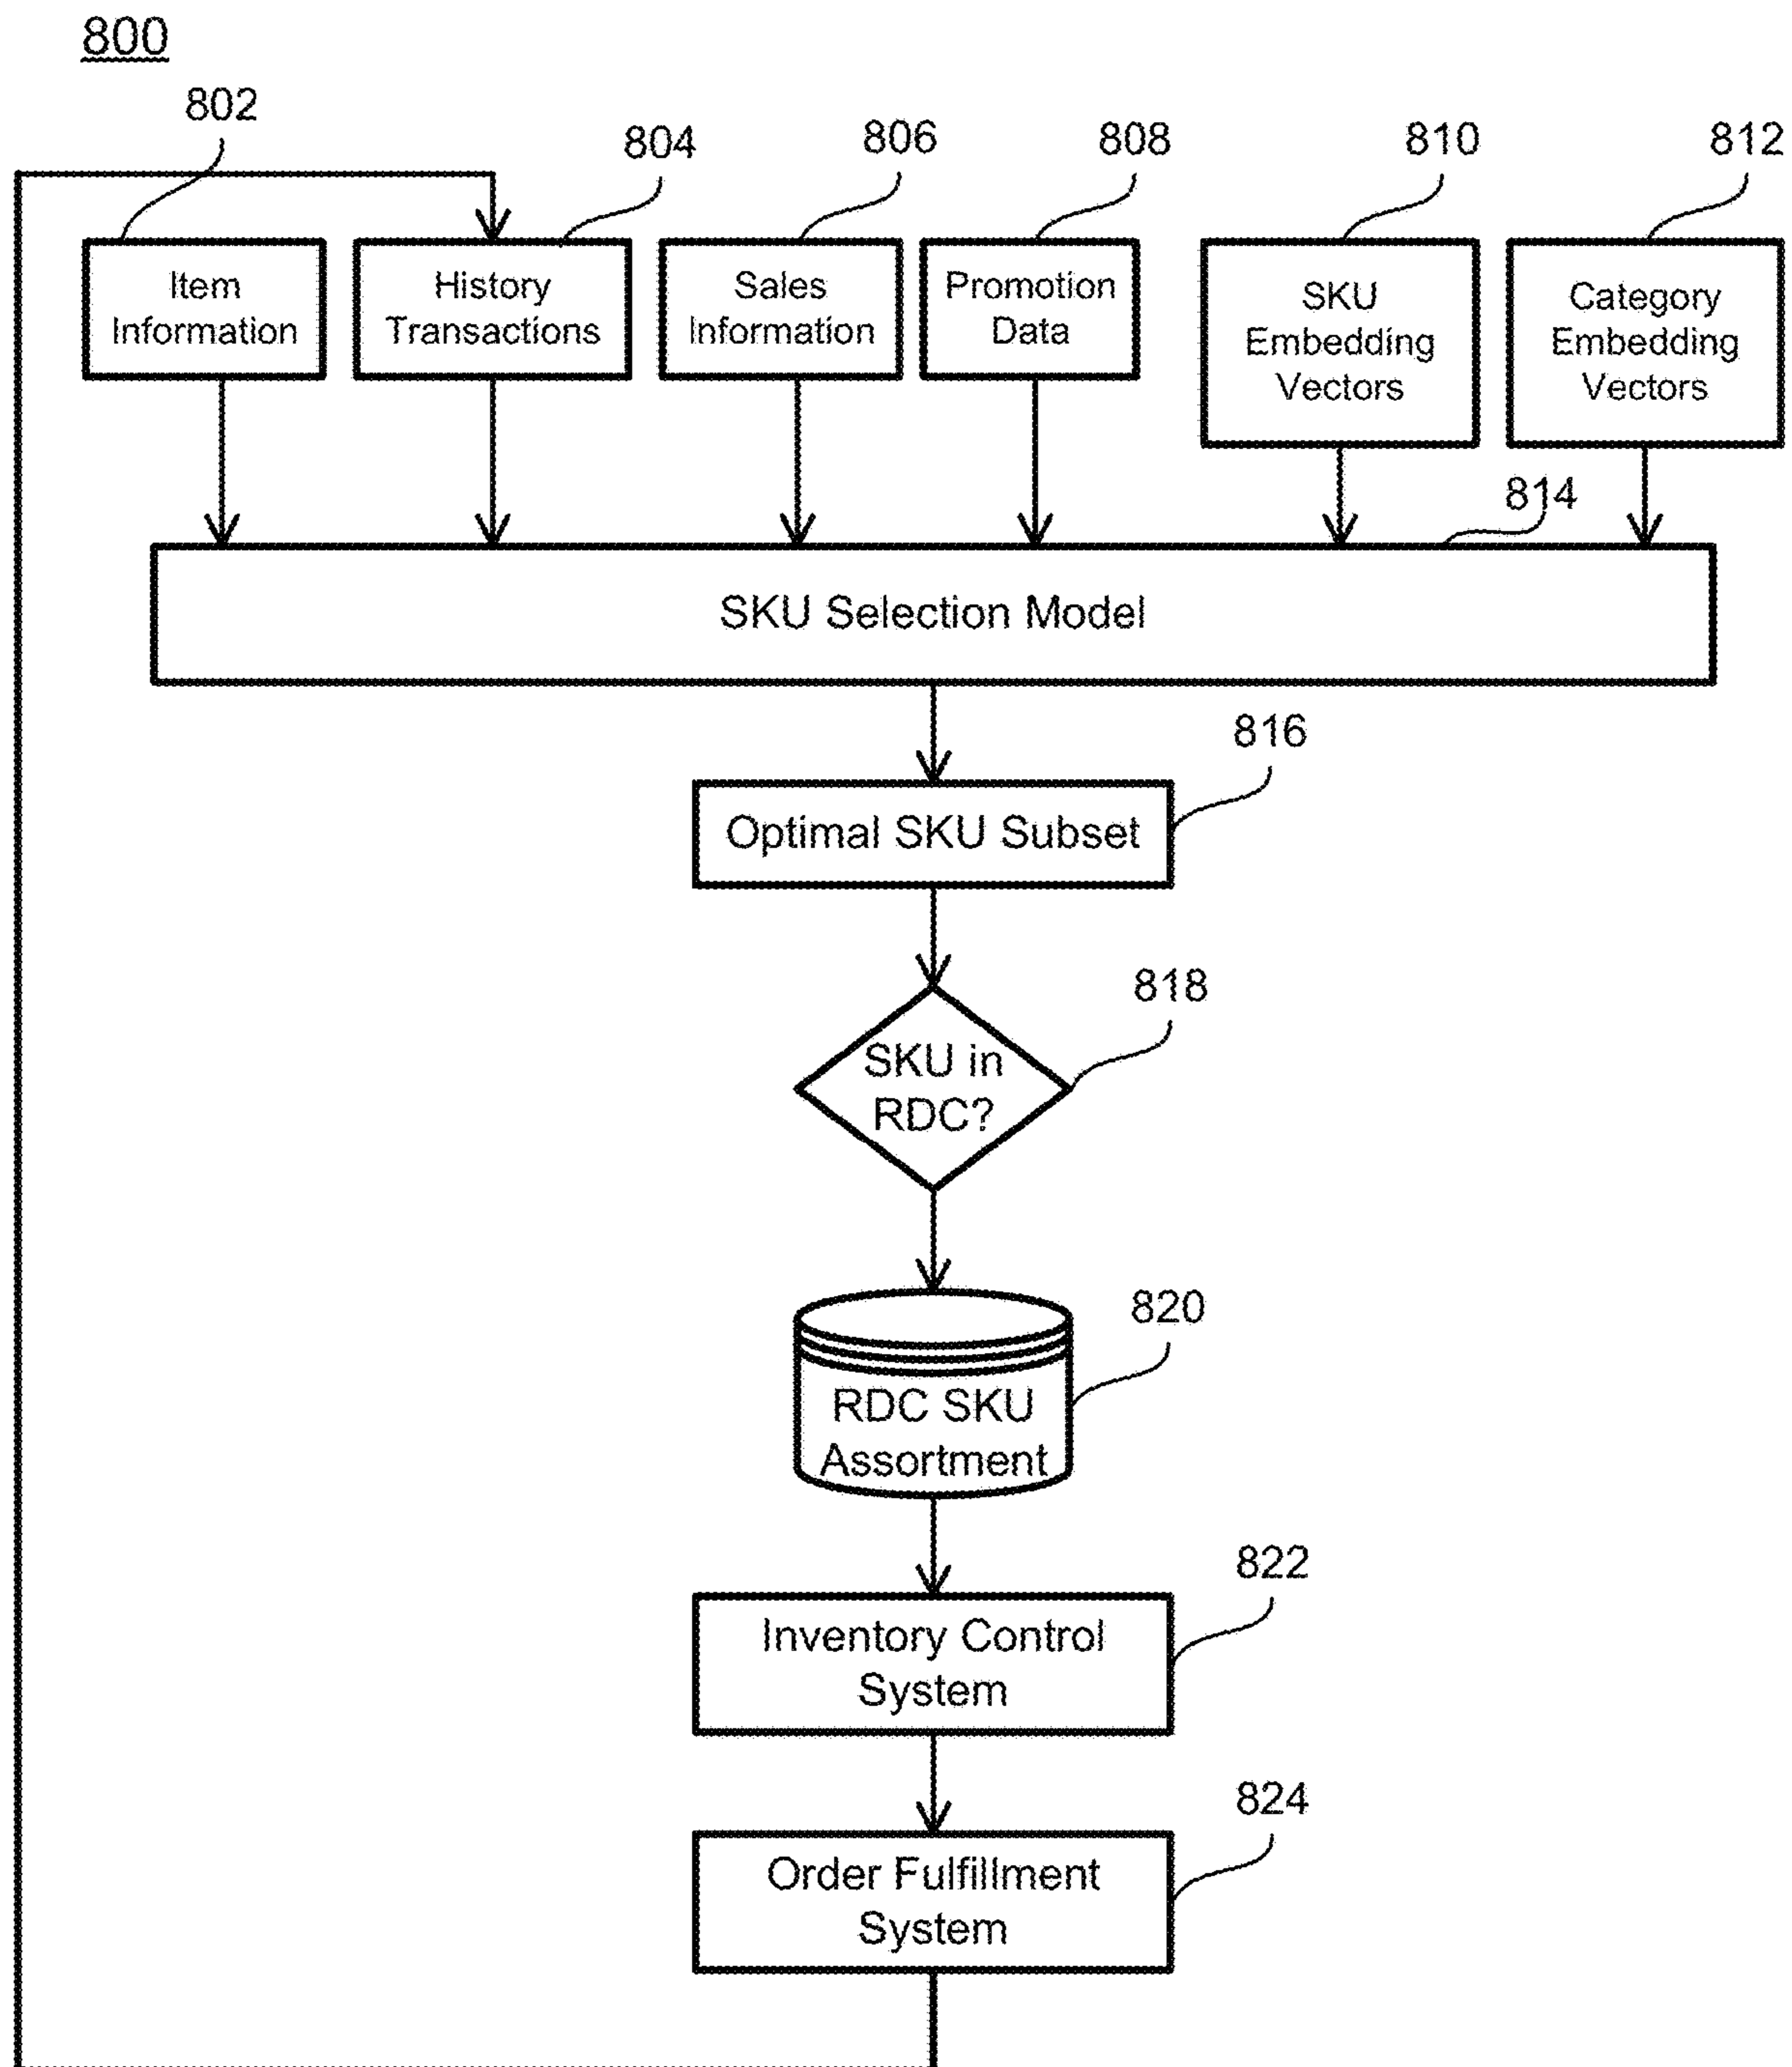 800
802
804
806
808
810
812
Item
Information
History
Transactions
Sales
Information
Promotion
Data
SKU
Embedding
Vectors
Category
Embedding
Vectors
814
SKU Selection Model
816
Optimal SKU Subset
818
SKU in
RDC?
820
RDC SKU
Assortment
822
Inventory Control
System
824
Order Fulfillment
System